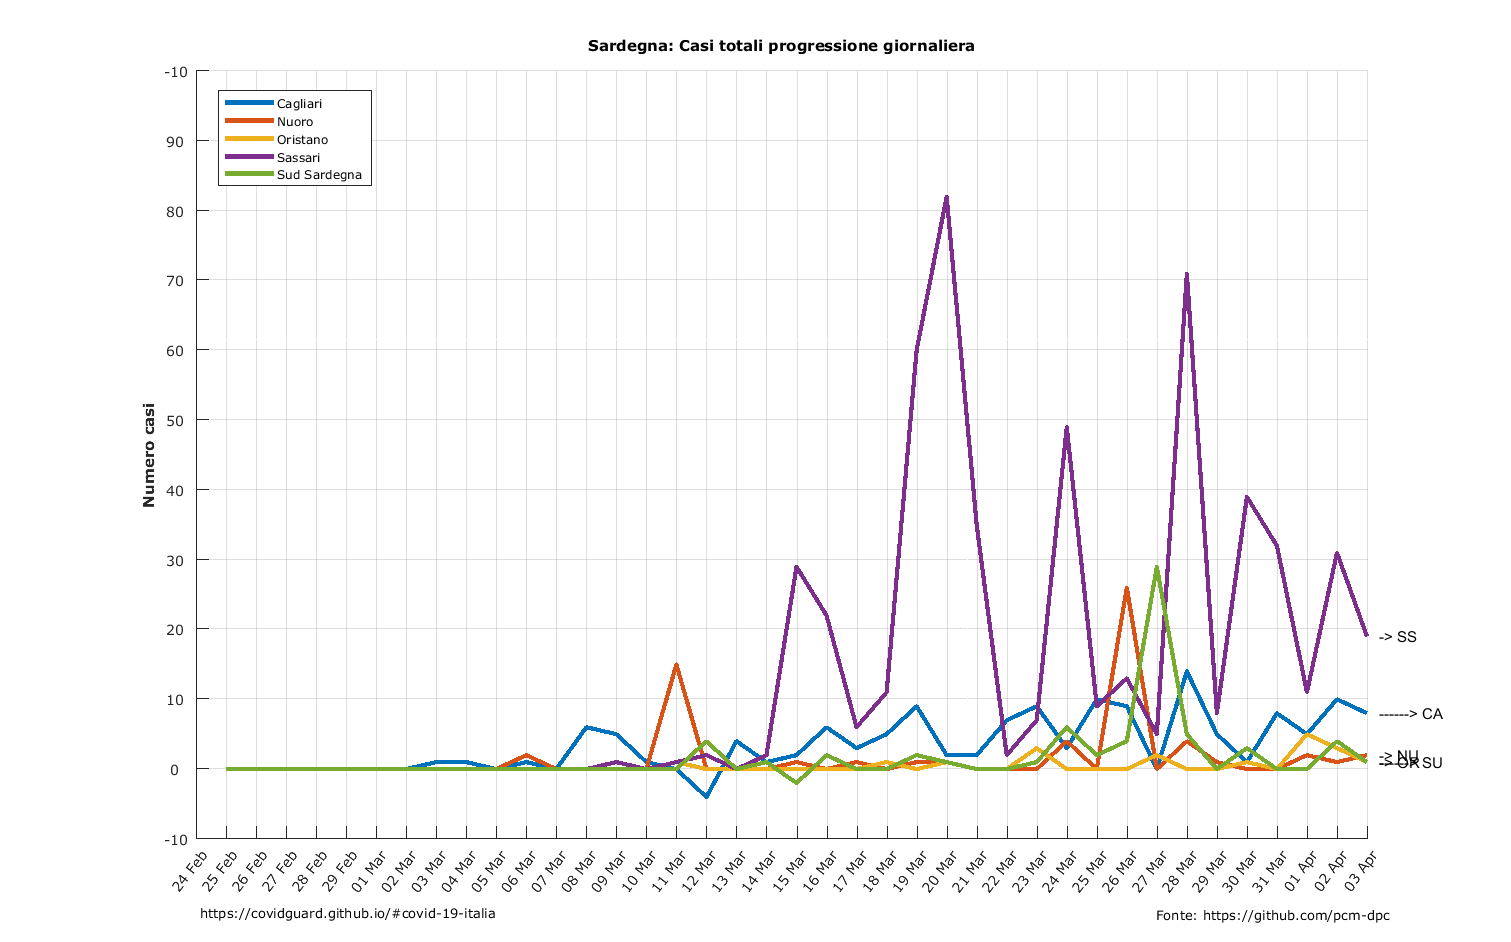 Sardegna: Casi totali progressione giornaliera
-10
90
80
70
60
50
40
30
20
10
0
-10
Numero casi
Cagliari
Nuoro
Oristano
Sassari
Sud Sardegna
-> SS
------> CA
-> NU
-> OR
SU
24 Feb
25 Feb
26 Feb
27 Feb
28 Feb
29 Feb
01 Mar
02 Mar
03 Mar
04 Mar
05 Mar
06 Mar
07 Mar
08 Mar
09 Mar
10 Mar
11 Mar
12 Mar
13 Mar
14 Mar
15 Mar
16 Mar
17 Mar
18 Mar
19 Mar
20 Mar
21 Mar
22 Mar
23 Mar
24 Mar
25 Mar
26 Mar
27 Mar
28 Mar
29 Mar
30 Mar
31 Mar
01 Apr
02 Apr
03 Apr
https://covidguard.github.io/#covid-19-italia
Fonte: https://github.com/pcm-dpc